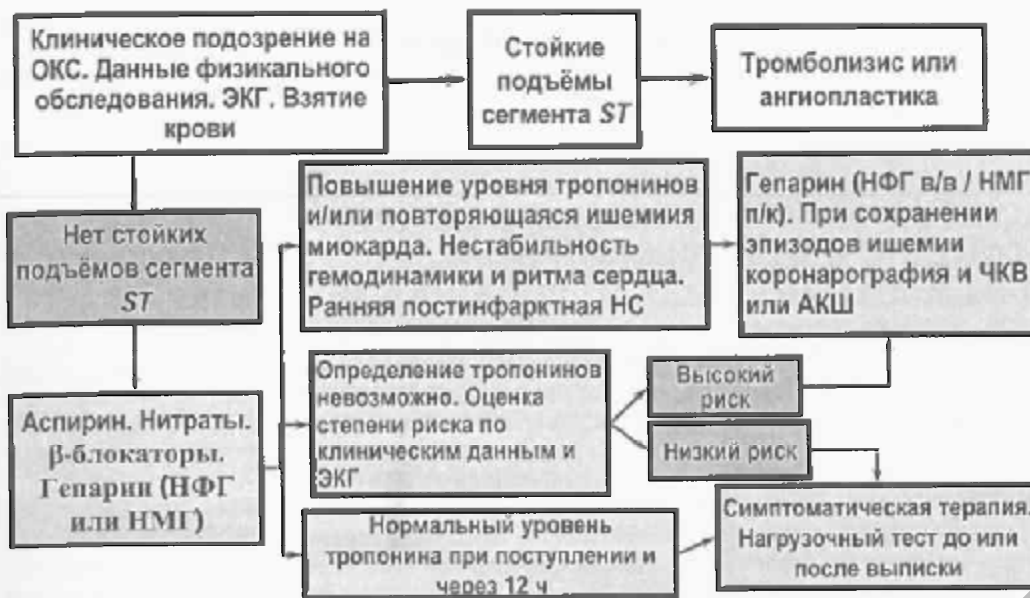 Клиническое подозрение на
ОКС. Данные физикального
обследования. ЭКГ. Взятие
крови
Стойкие
подъёмы
сегмента ST
Тромболизис или
ангиопластика
Нет стойких
подъёмов сегмента
ST
Повышение уровня тропонинов
и/или повторяющаяся ишемиия
миокарда. Нестабильность
гемодинамики и ритма сердца.
Ранняя постинфарктная НС
Гепарин (НФГ в/в / НМГ
п/к). При сохранении
эпизодов ишемии
коронарография и ЧКВ
или АКШ
Аспирин. Нитраты.
β-блокаторы.
Гепарин (НФГ
или НМГ)
Определение тропонинов
невозможно. Оценка
степени риска по
клиническим данным и
ЭКГ
Высокий
риск
Низкий риск
Нормальный уровень
тропонина при поступлении и
через 12 ч
Симптоматическая терапия.
Нагрузочный тест до или
после выписки